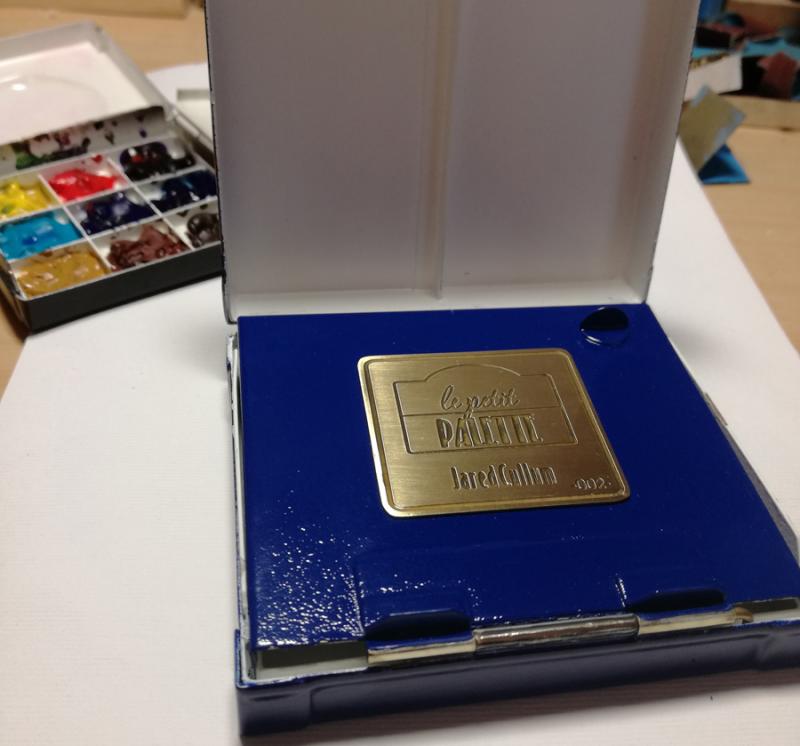 le petit
PALETTE
Jared Cullum
·002·